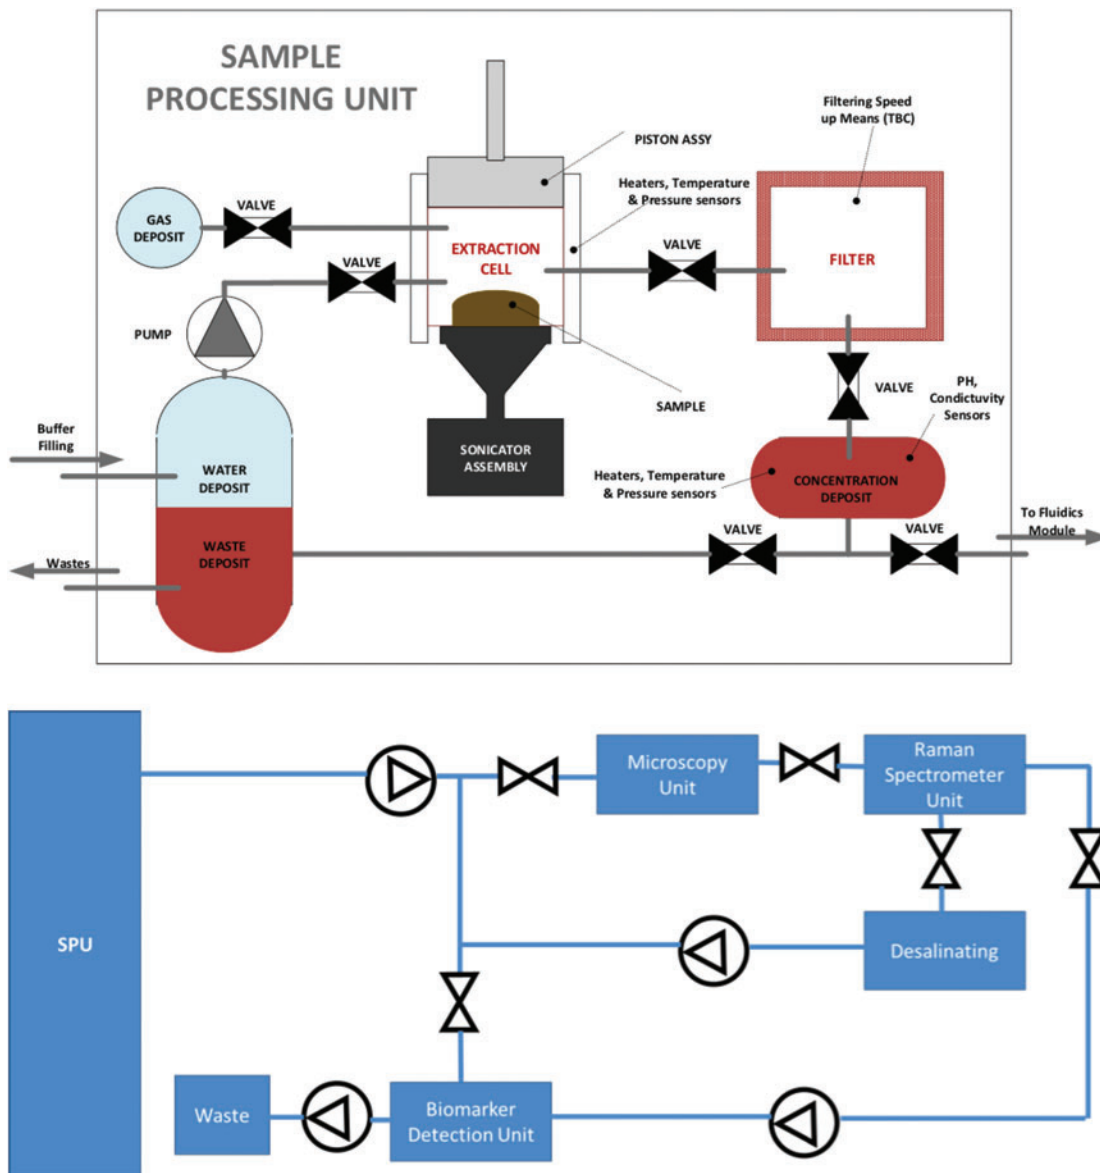 SAMPLE
PROCESSING UNIT
Filtering Speed
up Means (TBC)
PISTON ASSY
Heaters, Temperature
& Pressure sensors
VALVE
GAS
DEPOSIT
VALVE
EXTRACTION
CELL
VALVE
FILTER
PUMP
SAMPLE
VALVE
PH,
Condictuvity
Sensors
Buffer
Filling
SONICATOR
ASSEMBLY
WATER
DEPOSIT
Heaters, Temperature
& Pressure sensors
CONCENTRATION
DEPOSIT
To Fluidics
Module
VALVE
VALVE
WASTE
DEPOSIT
Wastes
Microscopy
Unit
Raman
Spectrometer
Unit
SPU
Desalinating
Waste
Biomarker
Detection Unit